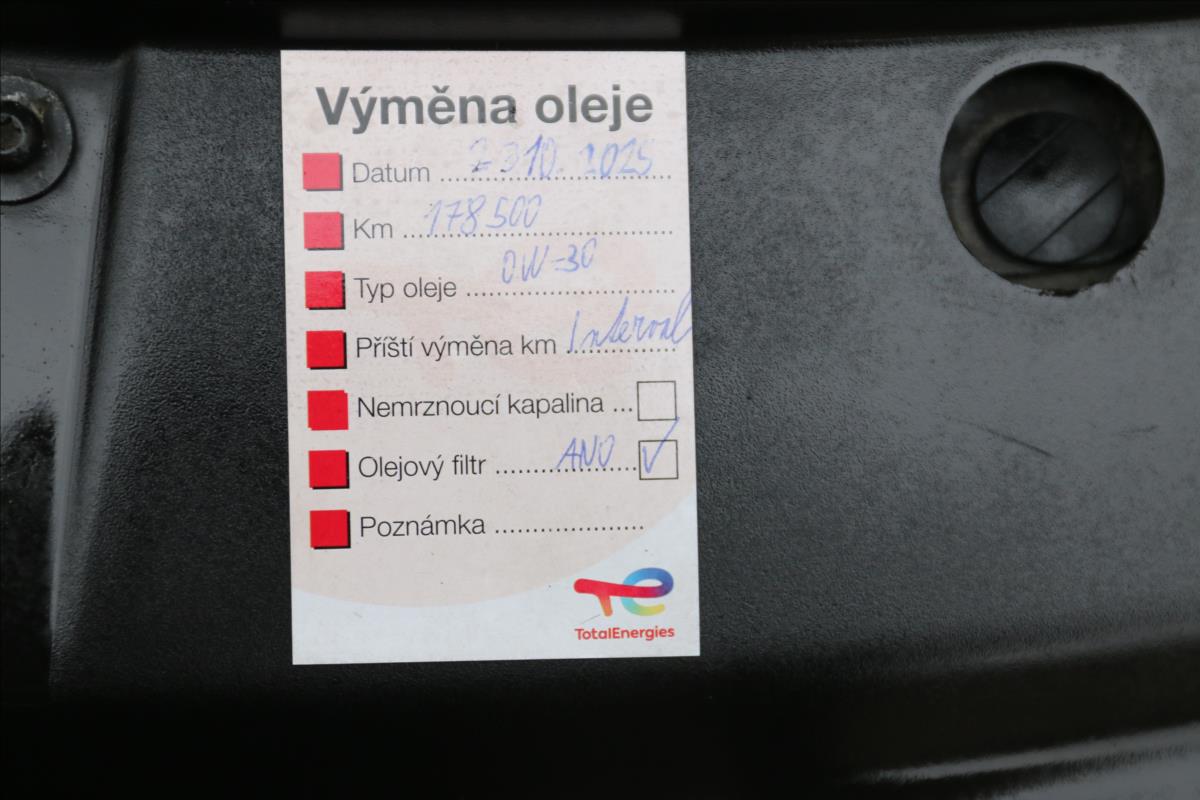 Výměna oleje
Datum 23 10. 2025
Km 178 500
Typ oleje 0W-30
Příští výměna km Interval
Nemrznoucí kapalina
Olejový filtr ANO ✓
Poznámka
TotalEnergies